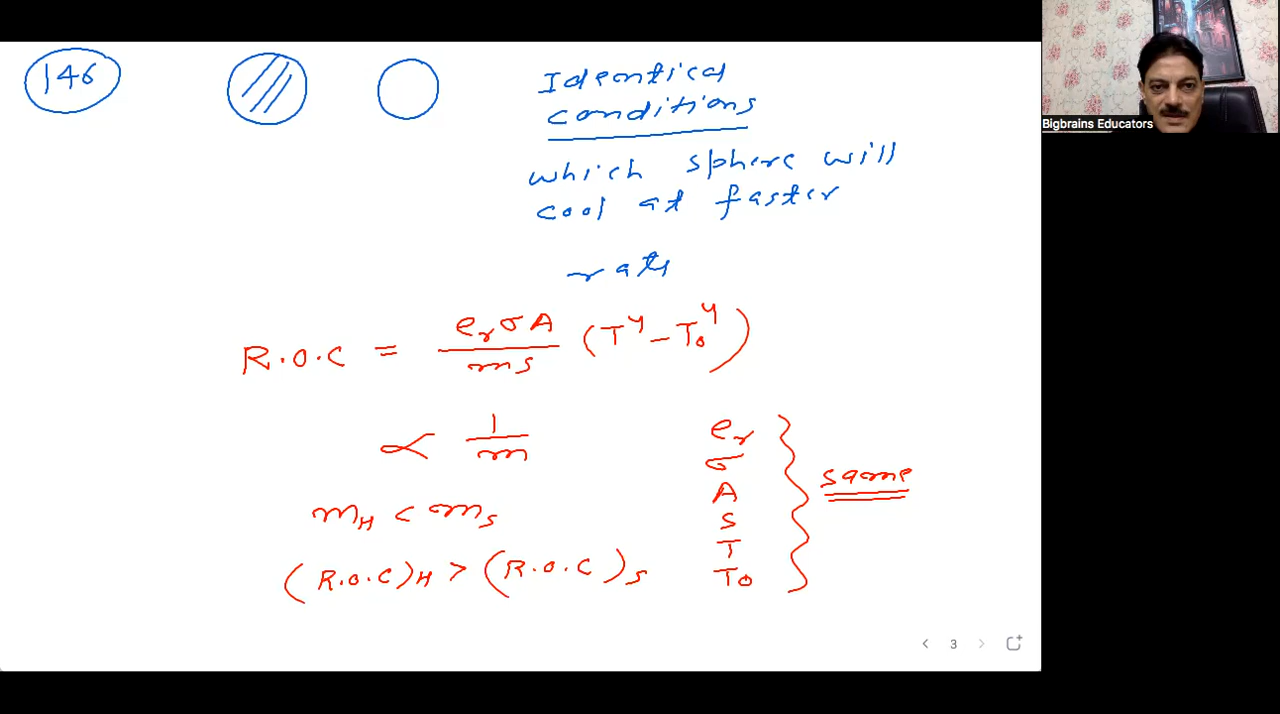 146
Identical
conditions
which sphere will
cool at faster
rate
R.O.C = e_r σ A / ms (T⁴ - T₀⁴)
∝ 1/m
m_H < m_S
(R.O.C)_H > (R.O.C)_S
e_r
σ
A
S
T
T₀
same
3
Bigbrains Educators